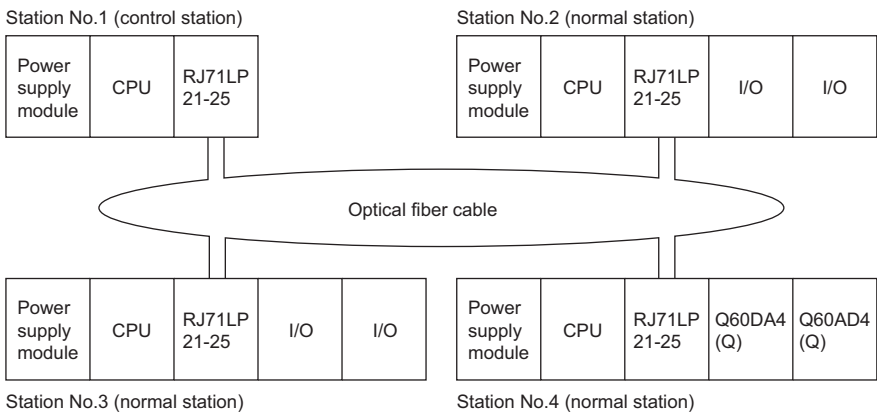 Station No.1 (control station)
Power
supply
module
CPU
RJ71LP
21-25
Station No.2 (normal station)
Power
supply
module
CPU
RJ71LP
21-25
I/O
I/O
Optical fiber cable
Power
supply
module
CPU
RJ71LP
21-25
I/O
I/O
Station No.3 (normal station)
Power
supply
module
CPU
RJ71LP
21-25
Q60DA4
(Q)
Q60AD4
(Q)
Station No.4 (normal station)